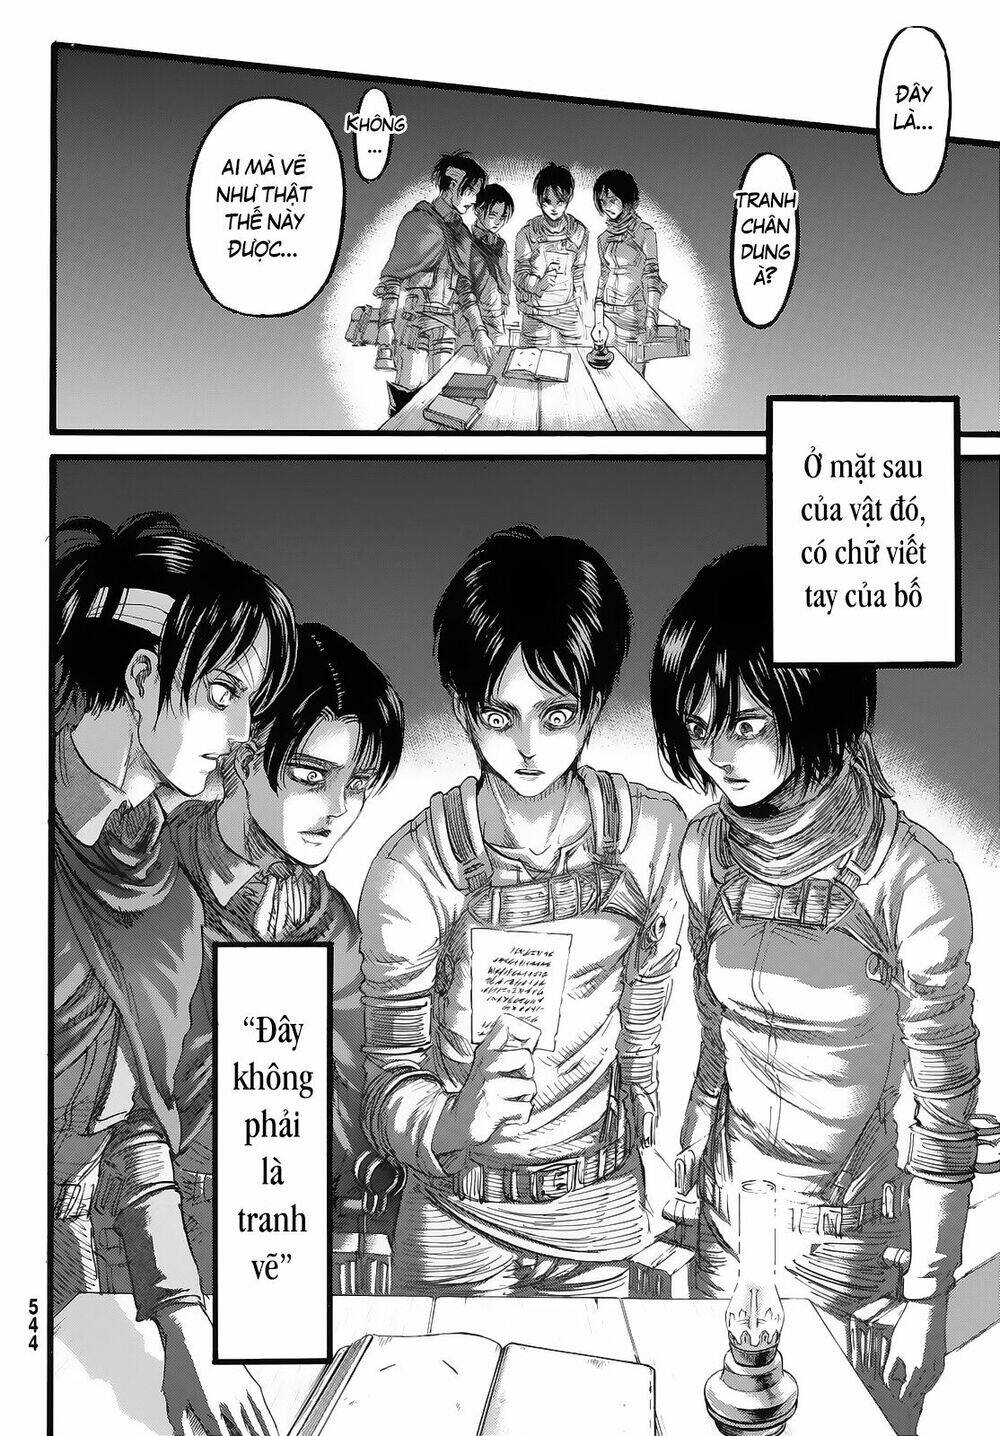 ĐÂY
LÀ...
TRANH
CHÂN
DUNG
À?
KHÔNG
...
AI MÀ VẼ
NHƯ THẬT
THẾ NÀY
ĐƯỢC...
Ở mặt sau
của vật đó,
có chữ viết
tay của bố
“Đây
không
phải
là
tranh
vẽ”
544